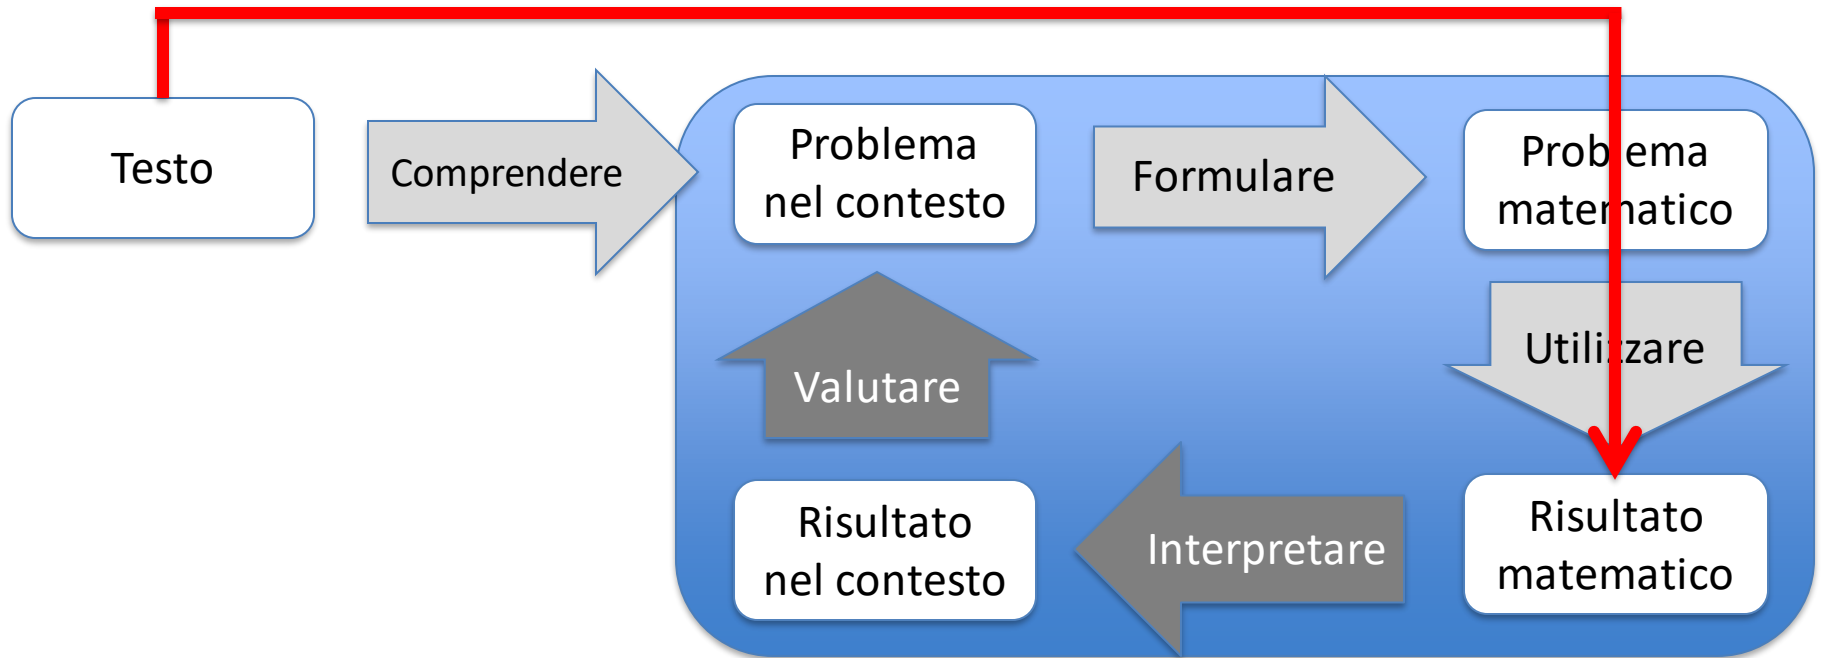 Testo
Comprendere
Problema
nel contesto
Formulare
Problema
matematico
Utilizzare
Valutare
Risultato
nel contesto
Interpretare
Risultato
matematico